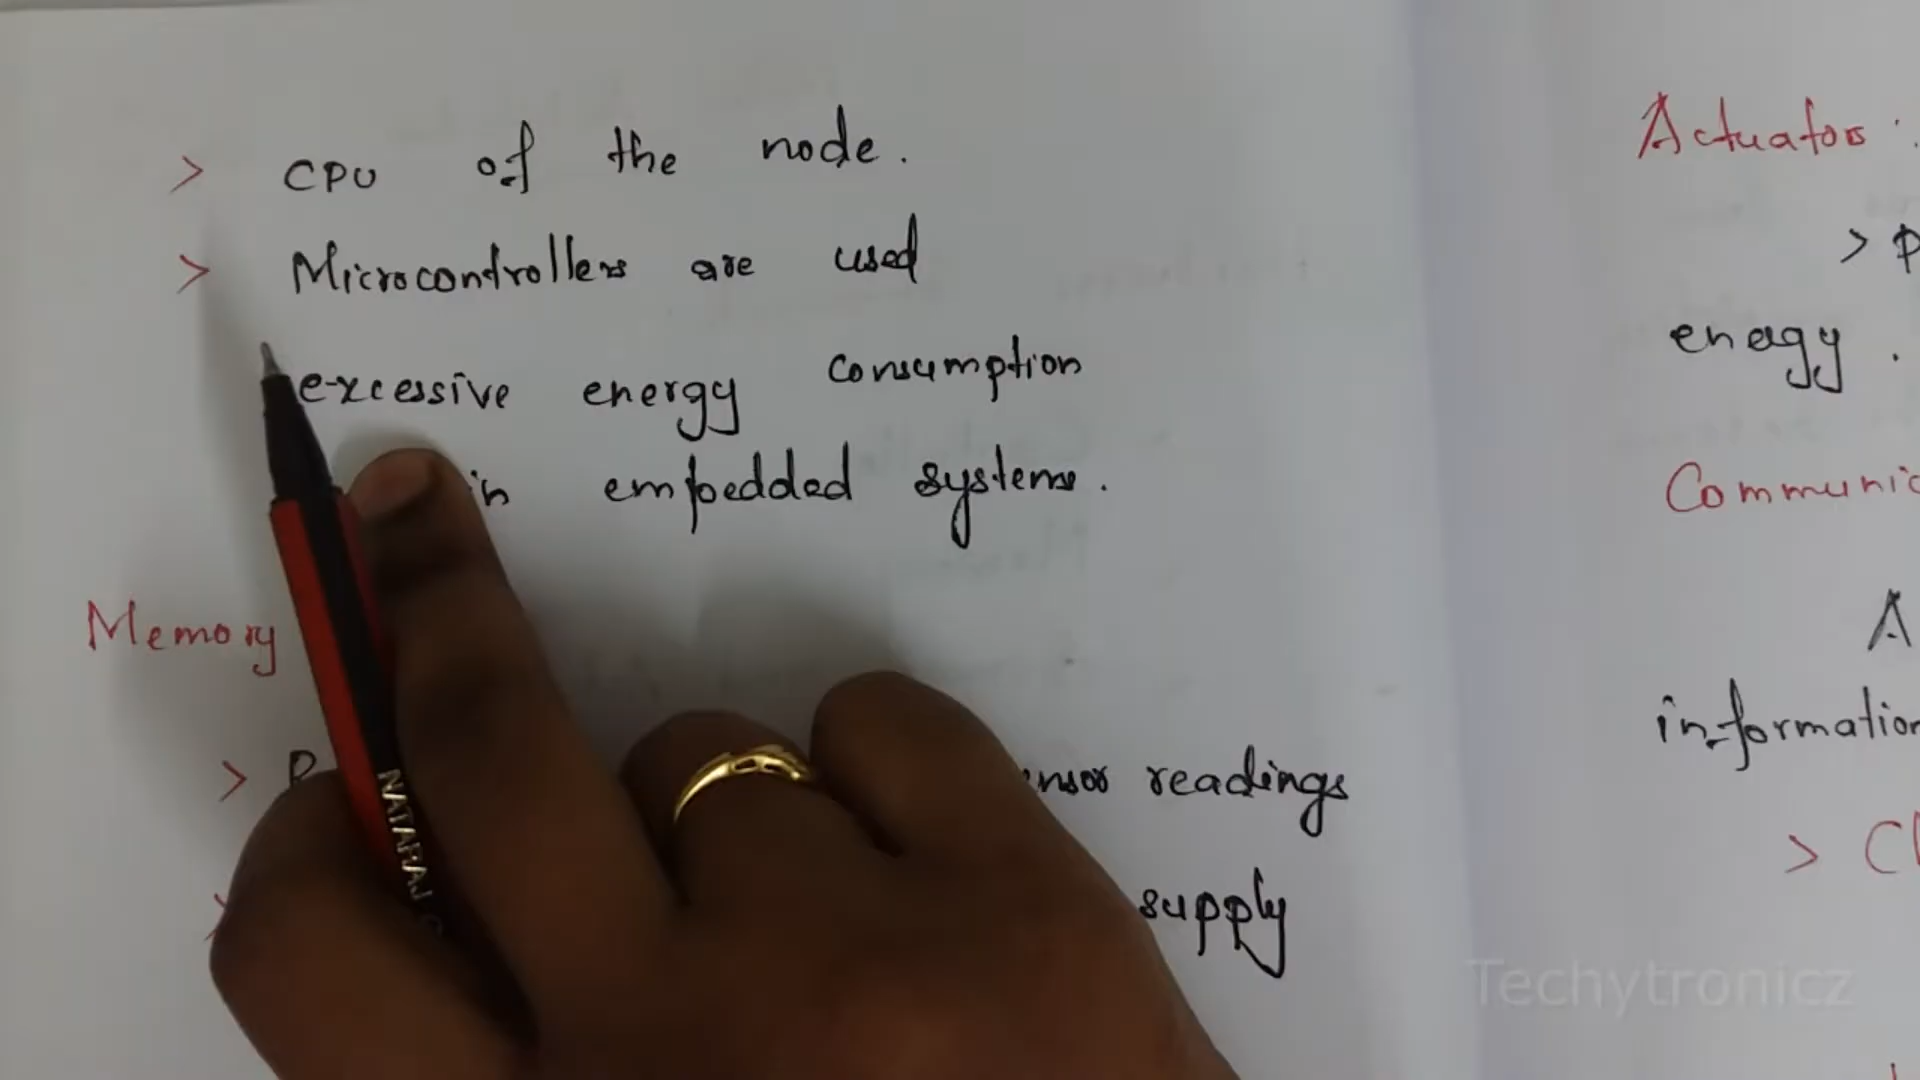 > CPU of the node.
> Microcontrollers are used
excessive energy consumption
in embedded systems.
Memory
>
readings
supply
Actuators :
>
energy .
A
information
>
NATARAJ
Techytronicz